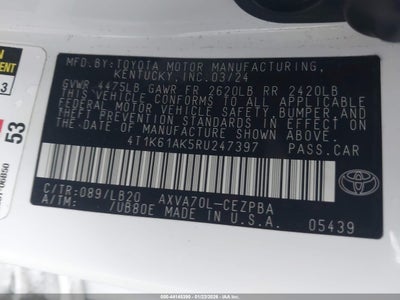 MFD.BY:TOYOTA MOTOR MANUFACTURING,
KENTUCKY,INC.03/24
GVWR 4475LB GAWR FR 2620LB RR 2420LB
THIS VEHICLE CONFORMS TO ALL APPLICABLE
FEDERAL MOTOR VEHICLE SAFETY, BUMPER, AND
THEFT PREVENTION STANDARDS IN EFFECT ON
THE DATE OF MANUFACTURE SHOWN ABOVE.
4T1K61AK5RU247397 PASS.CAR
C/TR:089/LB20 AXVA70L-CEZPBA
A/TM: /UB80E MADE IN U.S.A.
05439
TOYOTA
53